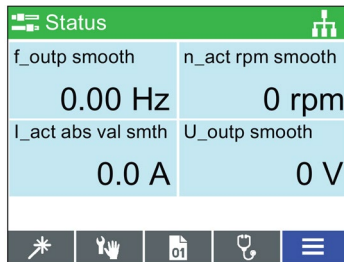 Status
f_outp smooth
n_act rpm smooth
0.00 Hz
0 rpm
I_act abs val smth
U_outp smooth
0.0 A
0 V
01